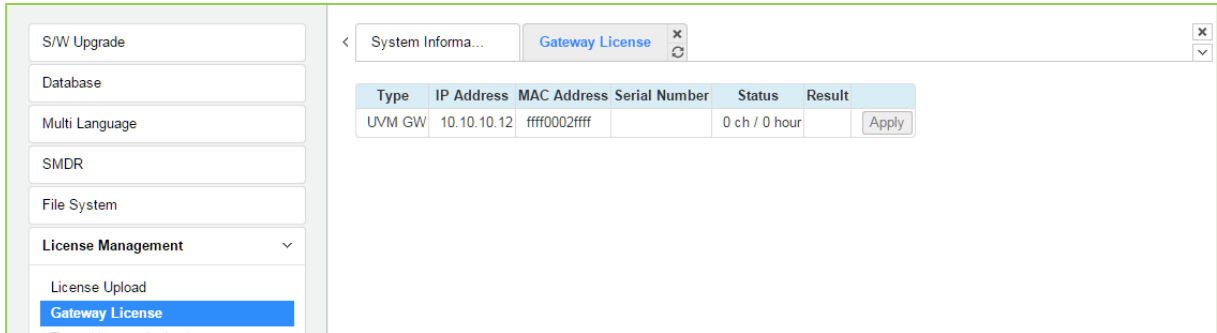 S/W Upgrade
Database
Multi Language
SMDR
File System
License Management
License Upload
Gateway License
System Informa...
Gateway License
Type IP Address MAC Address Serial Number Status Result
UVM GW 10.10.10.12 ffff0002ffff 0 ch / 0 hour Apply